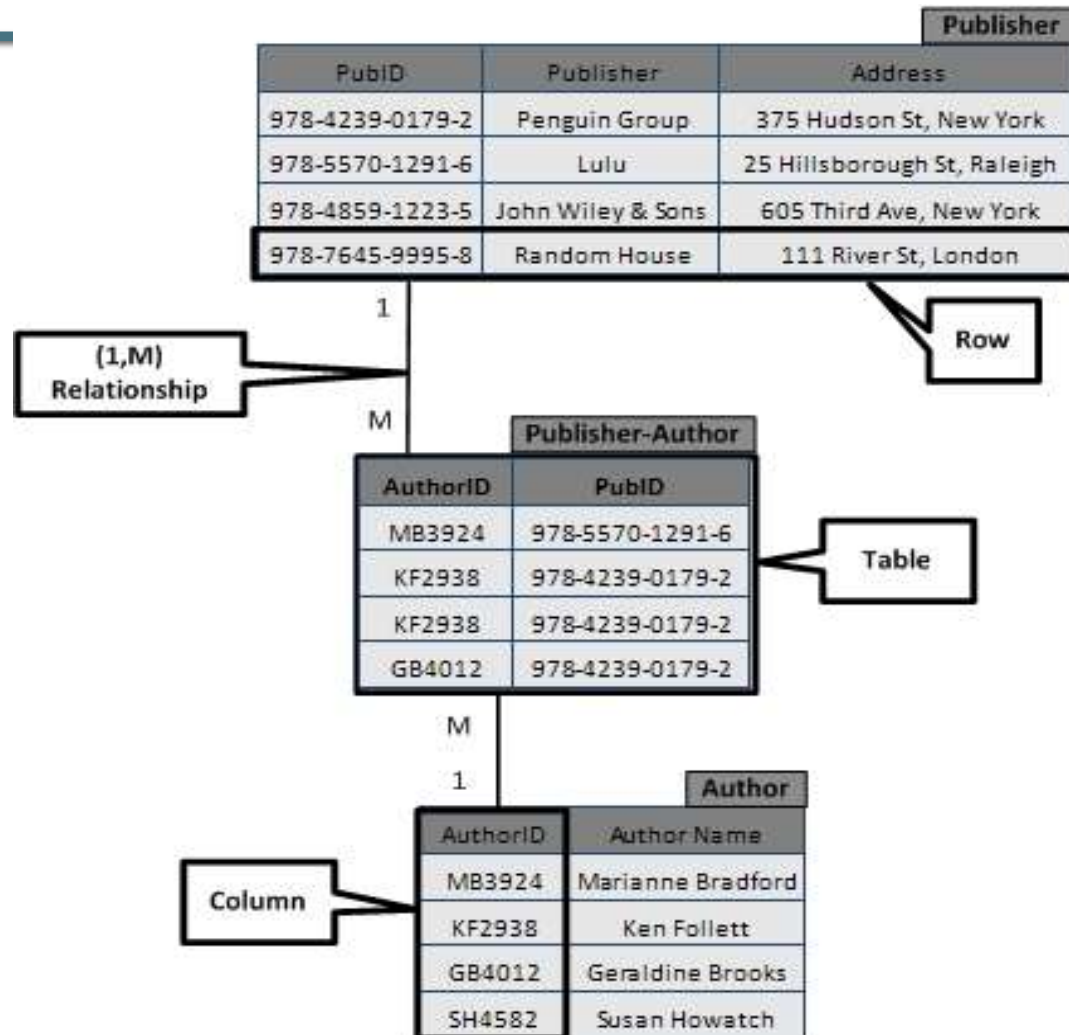 Publisher
PubID Publisher Address
978-4239-0179-2 Penguin Group 375 Hudson St, New York
978-5570-1291-6 Lulu 25 Hillsborough St, Raleigh
978-4859-1223-5 John Wiley & Sons 605 Third Ave, New York
978-7645-9995-8 Random House 111 River St, London
1
(1,M)
Relationship
Row
M
Publisher-Author
AuthorID PubID
MB3924 978-5570-1291-6
KF2938 978-4239-0179-2
KF2938 978-4239-0179-2
GB4012 978-4239-0179-2
Table
M
1
Author
AuthorID Author Name
MB3924 Marianne Bradford
KF2938 Ken Follett
GB4012 Geraldine Brooks
SH4582 Susan Howatch
Column